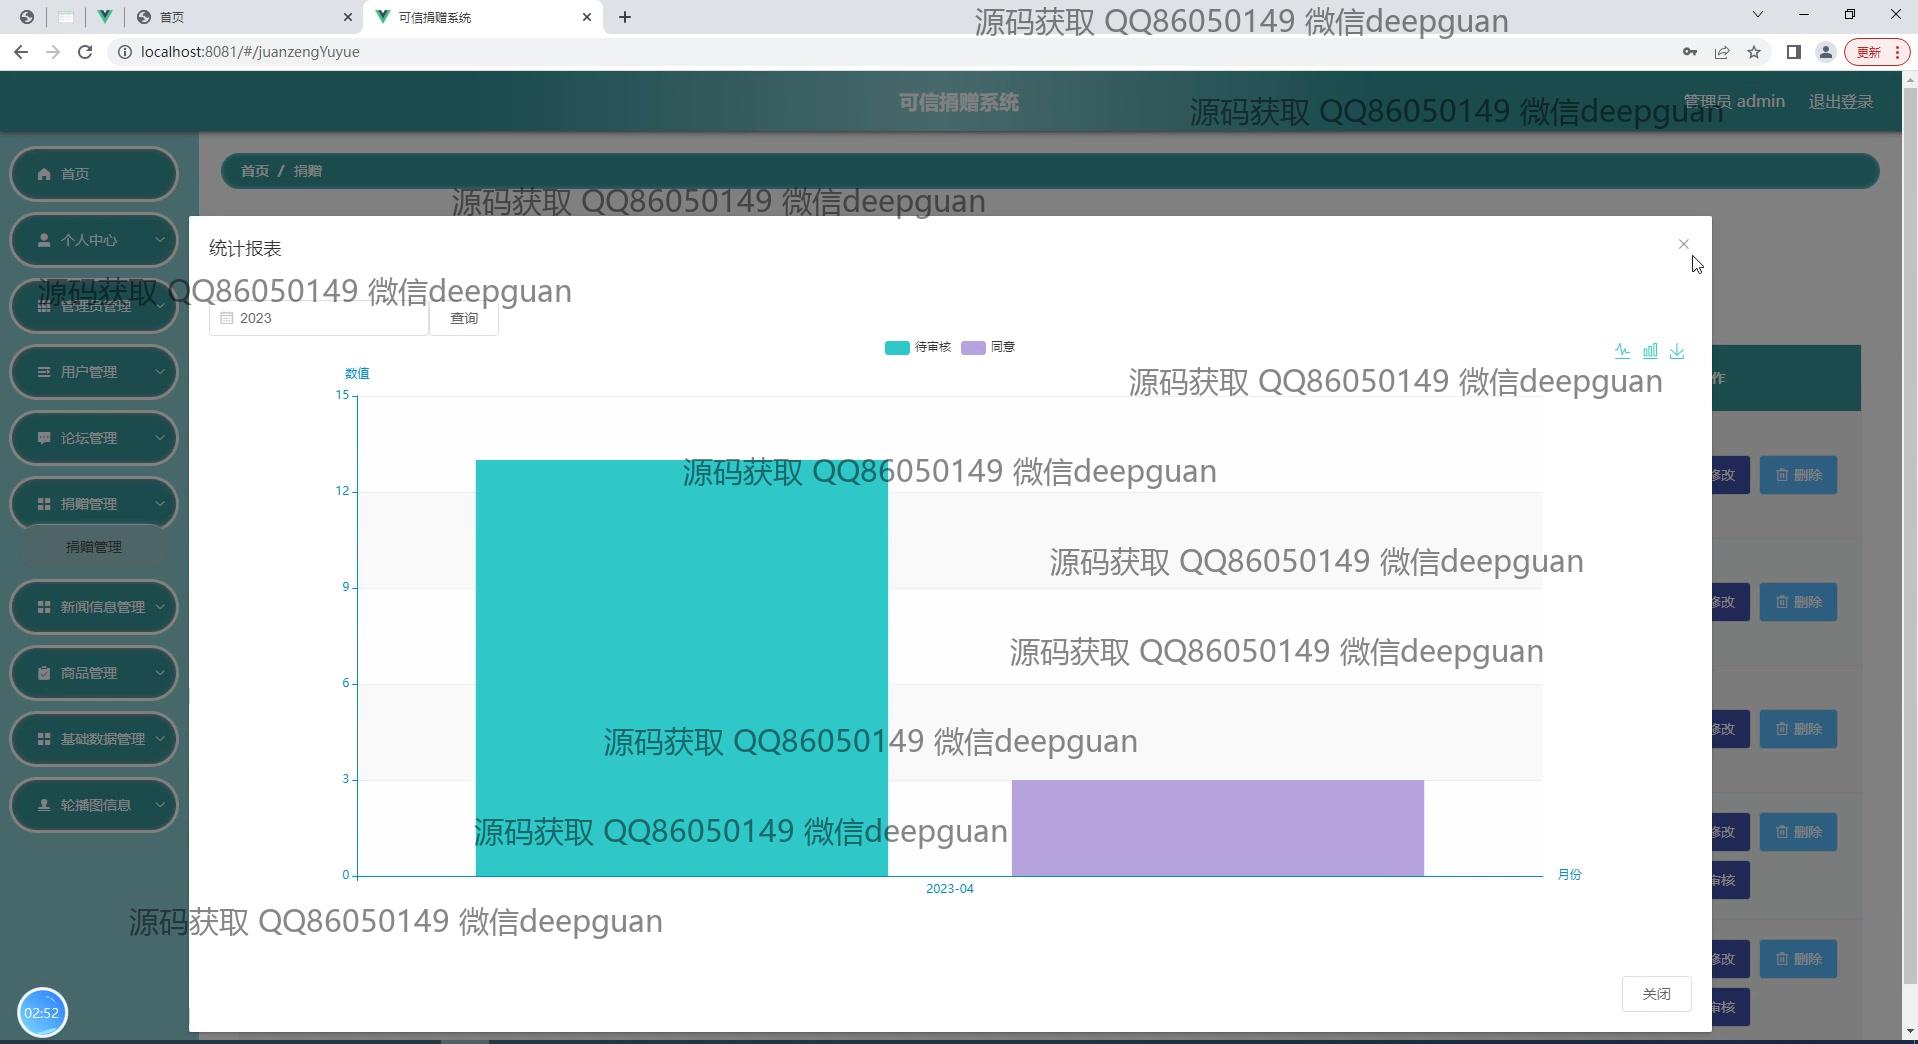 首页
可信捐赠系统
源码获取 QQ86050149 微信deepguan
localhost:8081/#/juanzengYuyue
更新
可信捐赠系统
管理员 admin
退出登录
源码获取 QQ86050149 微信deepguan
首页
首页 / 捐赠
源码获取 QQ86050149 微信deepguan
个人中心
统计报表
源码获取 QQ86050149 微信deepguan
管理员管理
2023
查询
待审核
同意
数值
用户管理
源码获取 QQ86050149 微信deepguan
作
15
论坛管理
源码获取 QQ86050149 微信deepguan
修改
删除
12
捐赠管理
捐赠管理
源码获取 QQ86050149 微信deepguan
9
修改
删除
新闻信息管理
源码获取 QQ86050149 微信deepguan
商品管理
6
修改
删除
基础数据管理
源码获取 QQ86050149 微信deepguan
3
轮播图信息
源码获取 QQ86050149 微信deepguan
修改
删除
0
月份
审核
2023-04
源码获取 QQ86050149 微信deepguan
修改
删除
关闭
审核
02:52